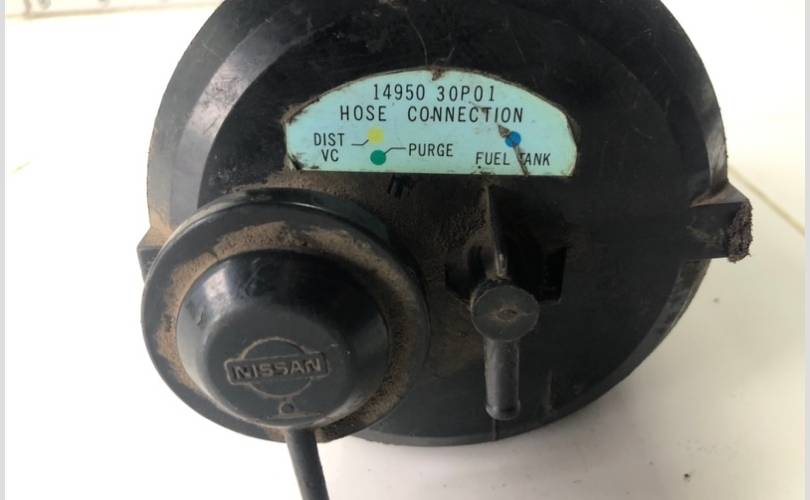 14950 30P01
HOSE CONNECTION
DIST
VC
PURGE
FUEL TANK
NISSAN